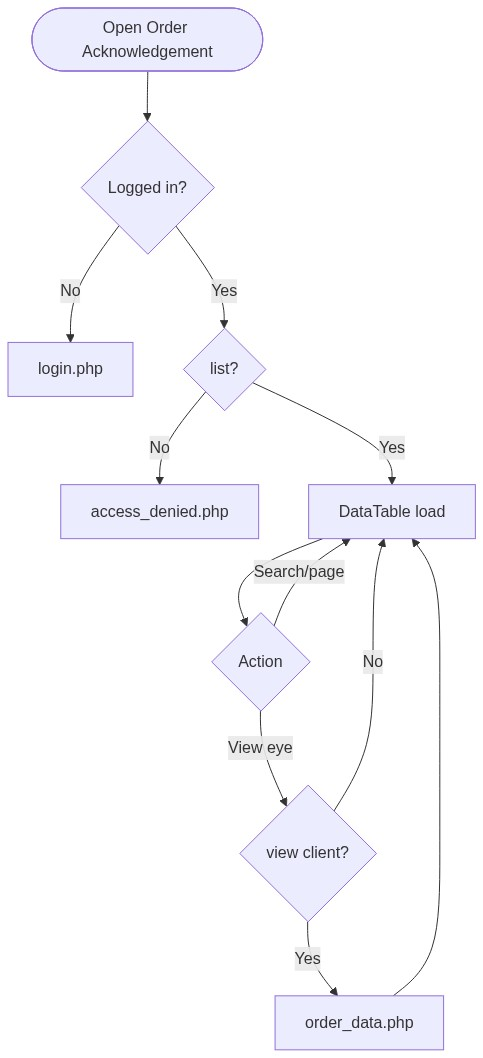 Open Order
Acknowledgement
Logged in?
No
Yes
login.php
list?
No
Yes
access_denied.php
DataTable load
Search/page
Action
No
View eye
view client?
Yes
order_data.php